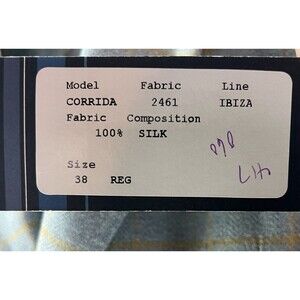 Model Fabric Line
CORRIDA 2461 IBIZA
Fabric Composition
100% SILK
Size
38 REG